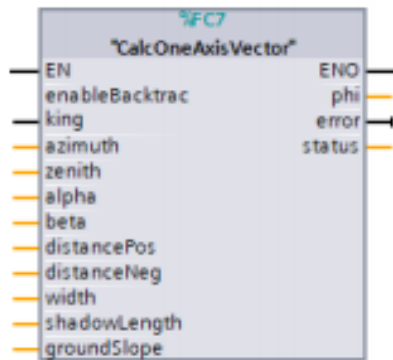 %FC7
"CalcOneAxisVector"
EN ENO
enableBacktrac phi
king error
azimuth status
zenith
alpha
beta
distancePos
distanceNeg
width
shadowLength
groundSlope